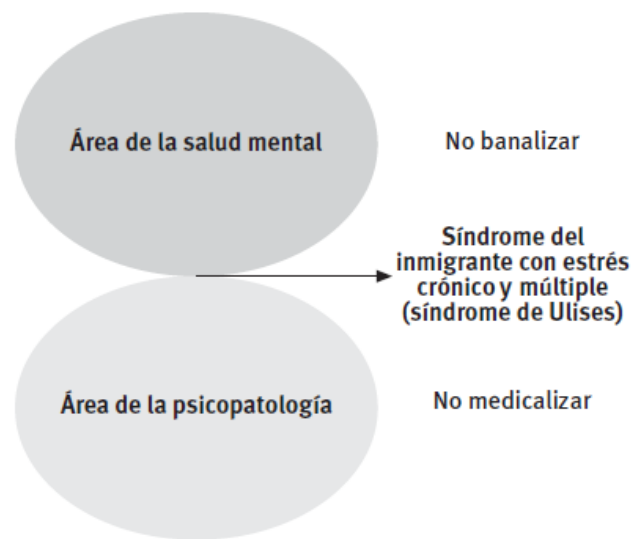 Área de la salud mental
No banalizar
Síndrome del
inmigrante con estrés
crónico y múltiple
(síndrome de Ulises)
Área de la psicopatología
No medicalizar